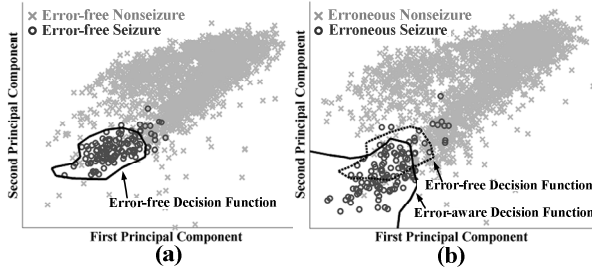 × Error-free Nonseizure
○ Error-free Seizure
Second Principal Component
Error-free Decision Function
First Principal Component
(a)
× Erroneous Nonseizure
○ Erroneous Seizure
Second Principal Component
Error-free Decision Function
Error-aware Decision Function
First Principal Component
(b)